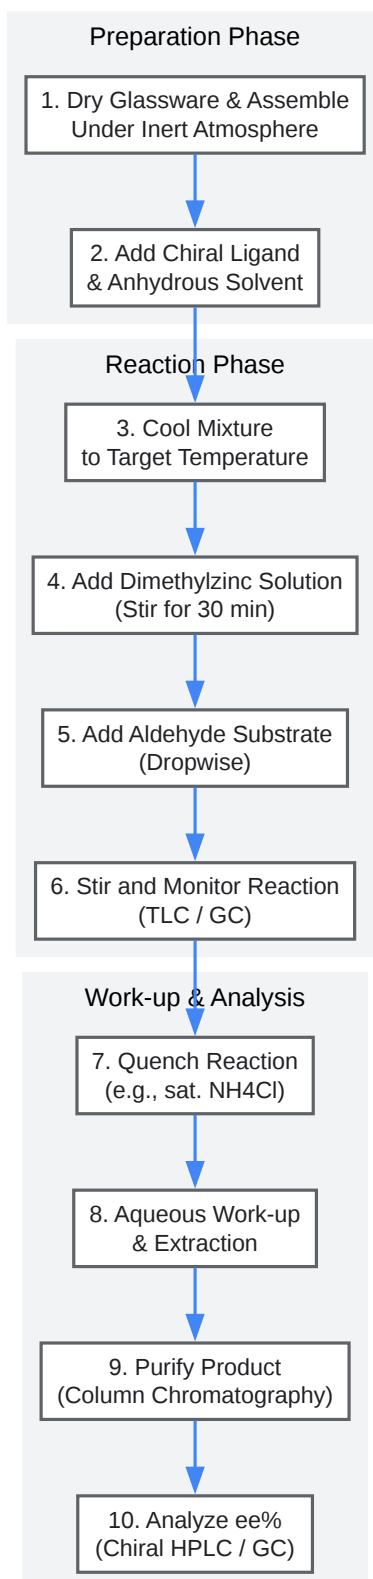 Preparation Phase
1. Dry Glassware & Assemble
Under Inert Atmosphere
2. Add Chiral Ligand
& Anhydrous Solvent
Reaction Phase
3. Cool Mixture
to Target Temperature
4. Add Dimethylzinc Solution
(Stir for 30 min)
5. Add Aldehyde Substrate
(Dropwise)
6. Stir and Monitor Reaction
(TLC / GC)
Work-up & Analysis
7. Quench Reaction
(e.g., sat. NH4Cl)
8. Aqueous Work-up
& Extraction
9. Purify Product
(Column Chromatography)
10. Analyze ee%
(Chiral HPLC / GC)